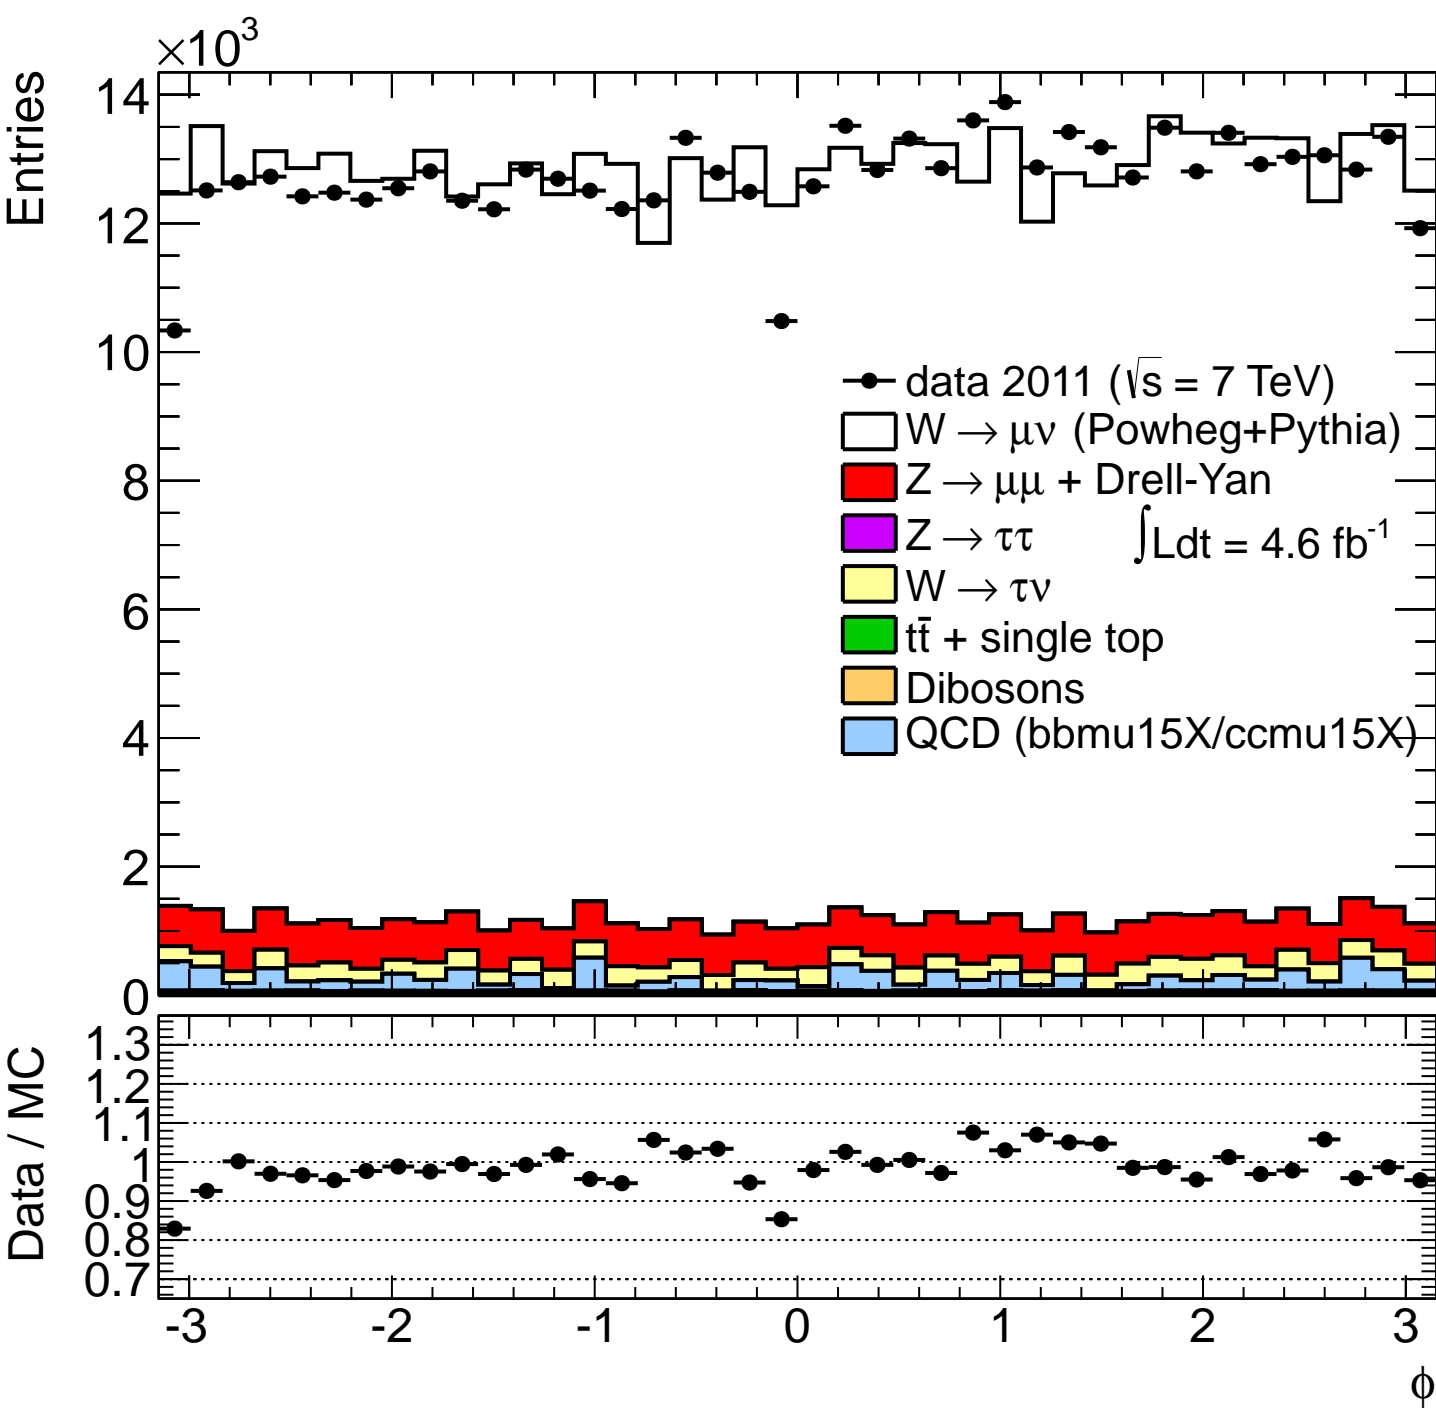 ×10³
Entries
14
12
10
8
6
4
2
0
data 2011 (√s = 7 TeV)
W → μν (Powheg+Pythia)
Z → μμ + Drell-Yan
Z → ττ
∫Ldt = 4.6 fb⁻¹
W → τν
tt̄ + single top
Dibosons
QCD (bbmu15X/ccmu15X)
Data / MC
1.3
1.2
1.1
1
0.9
0.8
0.7
-3 -2 -1 0 1 2 3
ϕ